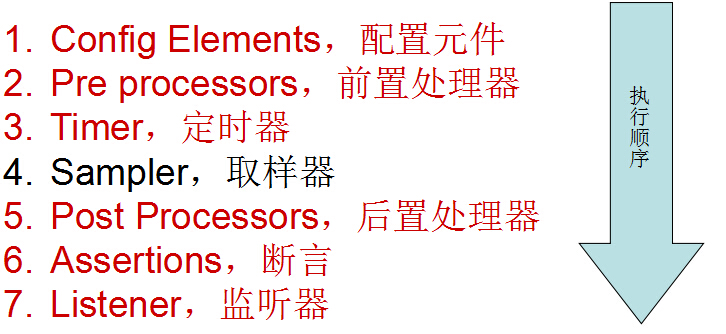 1. Config Elements，配置元件
2. Pre processors，前置处理器
3. Timer，定时器
4. Sampler，取样器
5. Post Processors，后置处理器
6. Assertions，断言
7. Listener，监听器
执行顺序